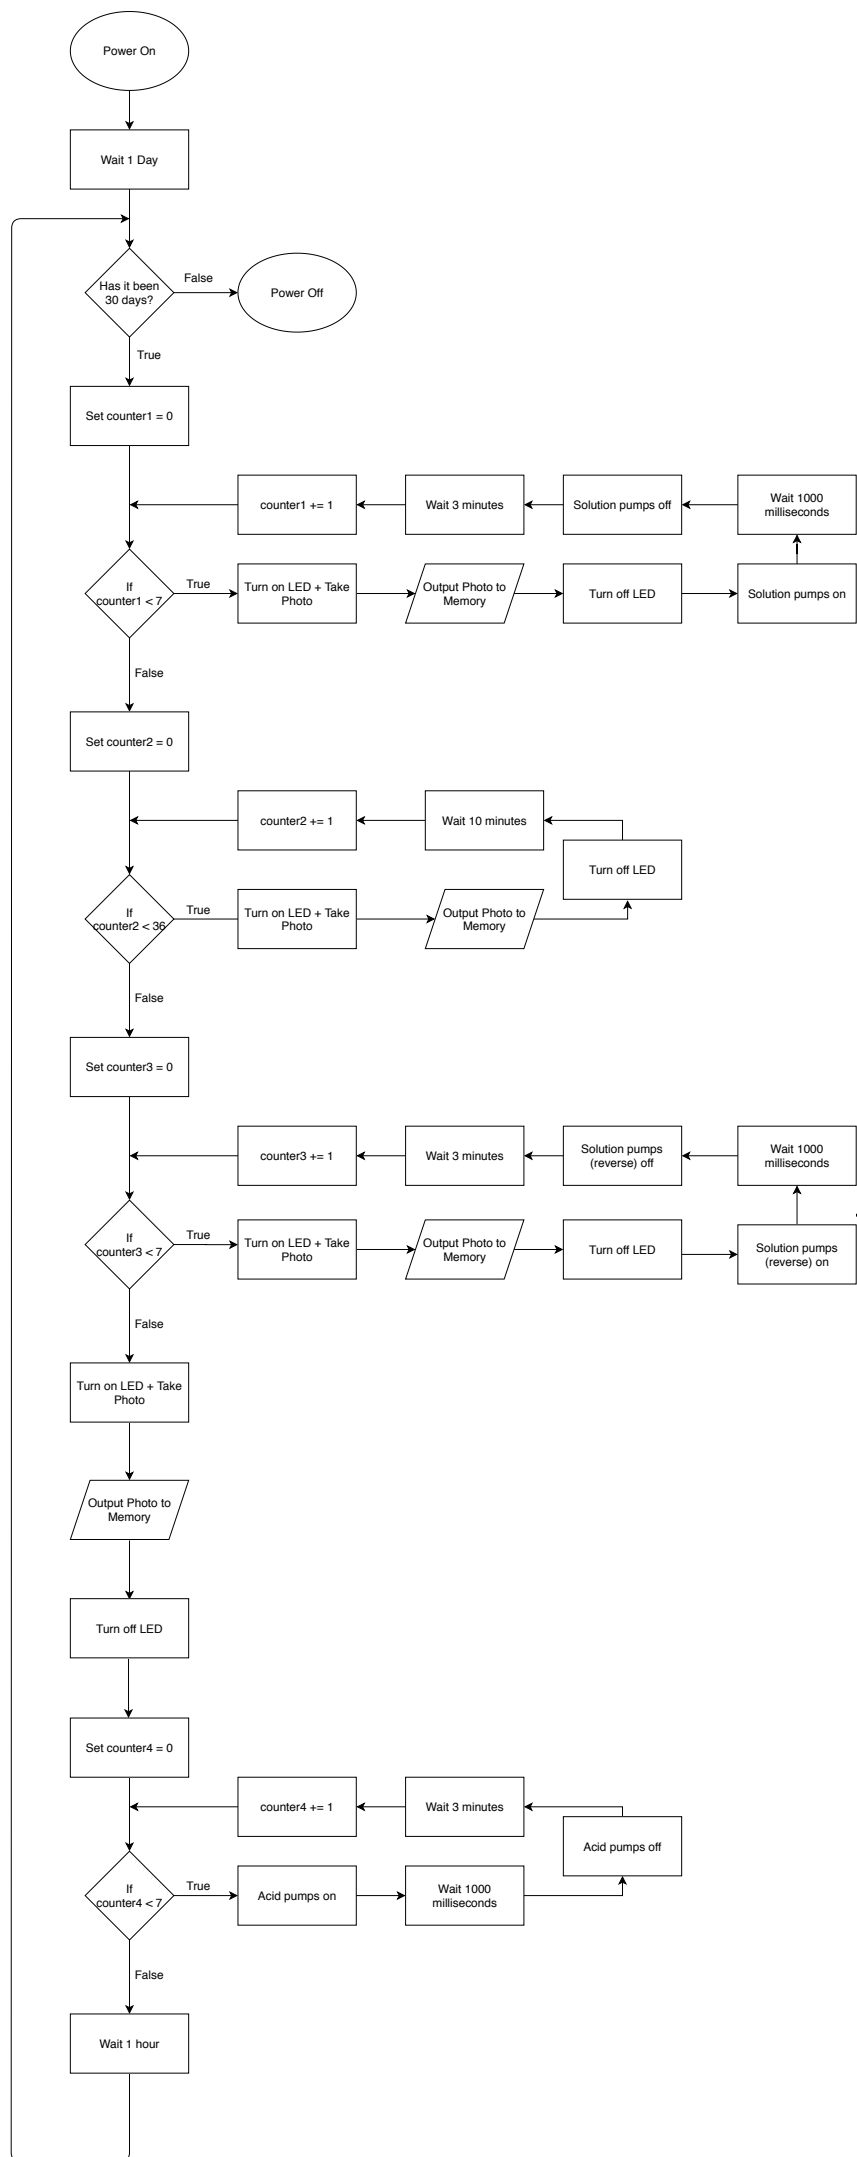 Power On
Wait 1 Day
Has it been
30 days?
False
Power Off
True
Set counter1 = 0
counter1 += 1
Wait 3 minutes
Solution pumps off
Wait 1000
milliseconds
If
counter1 < 7
True
Turn on LED + Take
Photo
Output Photo to
Memory
Turn off LED
Solution pumps on
False
Set counter2 = 0
counter2 += 1
Wait 10 minutes
Turn off LED
If
counter2 < 36
True
Turn on LED + Take
Photo
Output Photo to
Memory
False
Set counter3 = 0
counter3 += 1
Wait 3 minutes
Solution pumps
(reverse) off
Wait 1000
milliseconds
If
counter3 < 7
True
Turn on LED + Take
Photo
Output Photo to
Memory
Turn off LED
Solution pumps
(reverse) on
False
Turn on LED + Take
Photo
Output Photo to
Memory
Turn off LED
Set counter4 = 0
counter4 += 1
Wait 3 minutes
Acid pumps off
If
counter4 < 7
True
Acid pumps on
Wait 1000
milliseconds
False
Wait 1 hour